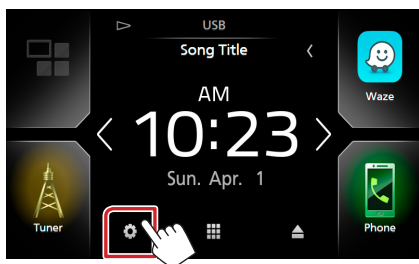 USB
Song Title
AM
10:23
Sun. Apr. 1
Waze
Tuner
Phone